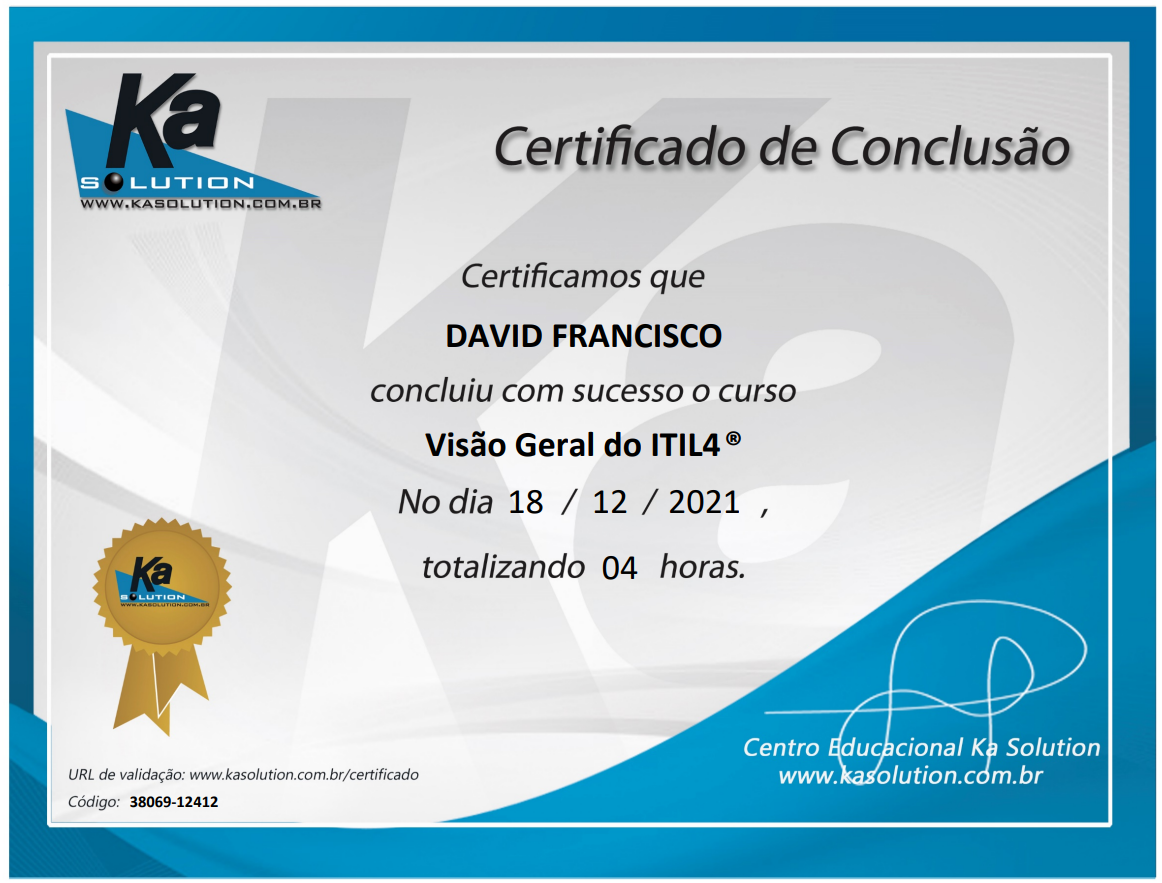 Ka
SOLUTION
WWW.KASOLUTION.COM.BR
Certificado de Conclusão
Certificamos que
DAVID FRANCISCO
concluiu com sucesso o curso
Visão Geral do ITIL4®
No dia 18 / 12 / 2021 ,
totalizando 04 horas.
Ka
SOLUTION
WWW.KASOLUTION.COM.BR
Centro Educacional Ka Solution
www.kasolution.com.br
URL de validação: www.kasolution.com.br/certificado
Código: 38069-12412